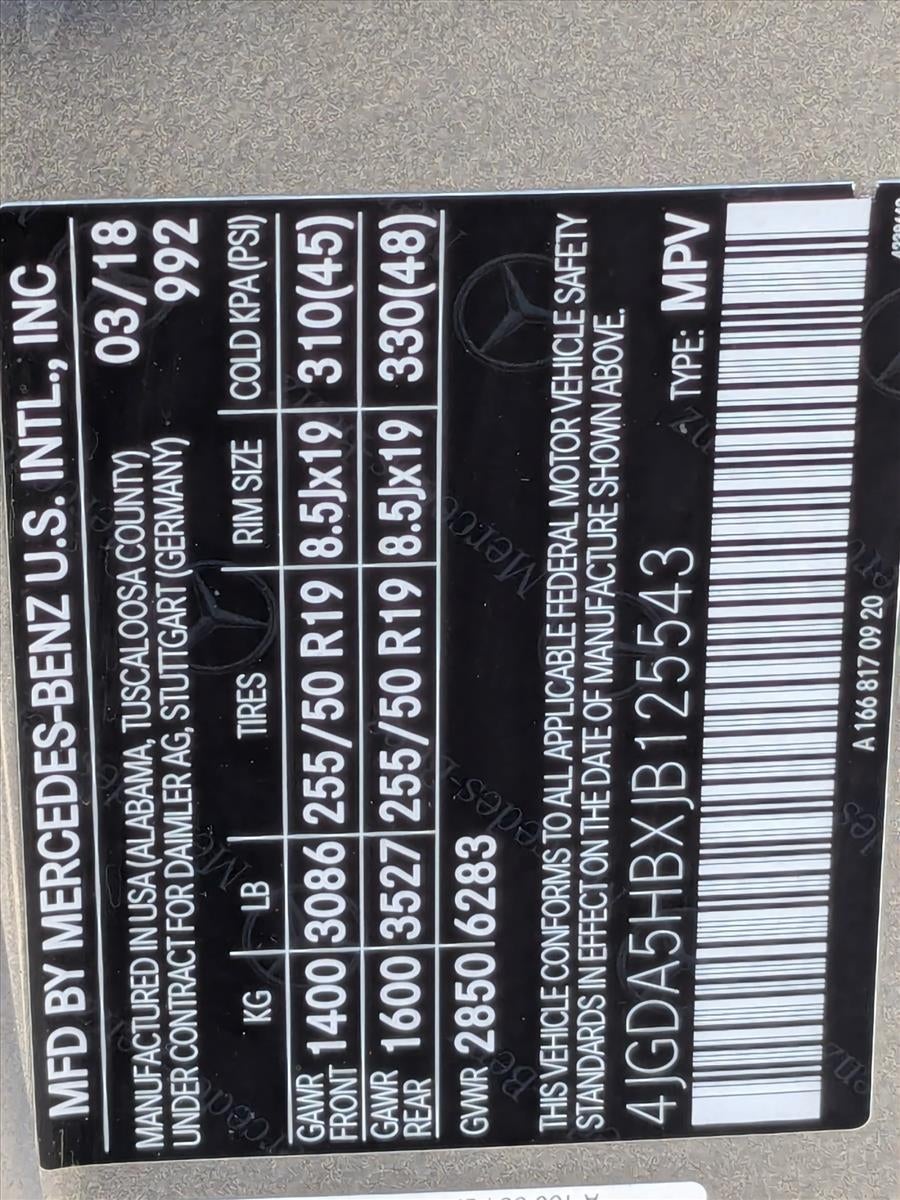 MFD BY MERCEDES-BENZ U.S. INTL., INC
MANUFACTURED IN USA (ALABAMA, TUSCALOOSA COUNTY) 03/18
UNDER CONTRACT FOR DAIMLER AG, STUTTGART (GERMANY) 992
KG LB TIRES RIM SIZE COLD KPA (PSI)
GAWR FRONT 1400 3086 255/50 R19 8.5Jx19 310(45)
GAWR REAR 1600 3527 255/50 R19 8.5Jx19 330(48)
GVWR 2850 6283
THIS VEHICLE CONFORMS TO ALL APPLICABLE FEDERAL MOTOR VEHICLE SAFETY
STANDARDS IN EFFECT ON THE DATE OF MANUFACTURE SHOWN ABOVE.
4JGDA5HBXJB125543 TYPE: MPV
A 166 817 09 20